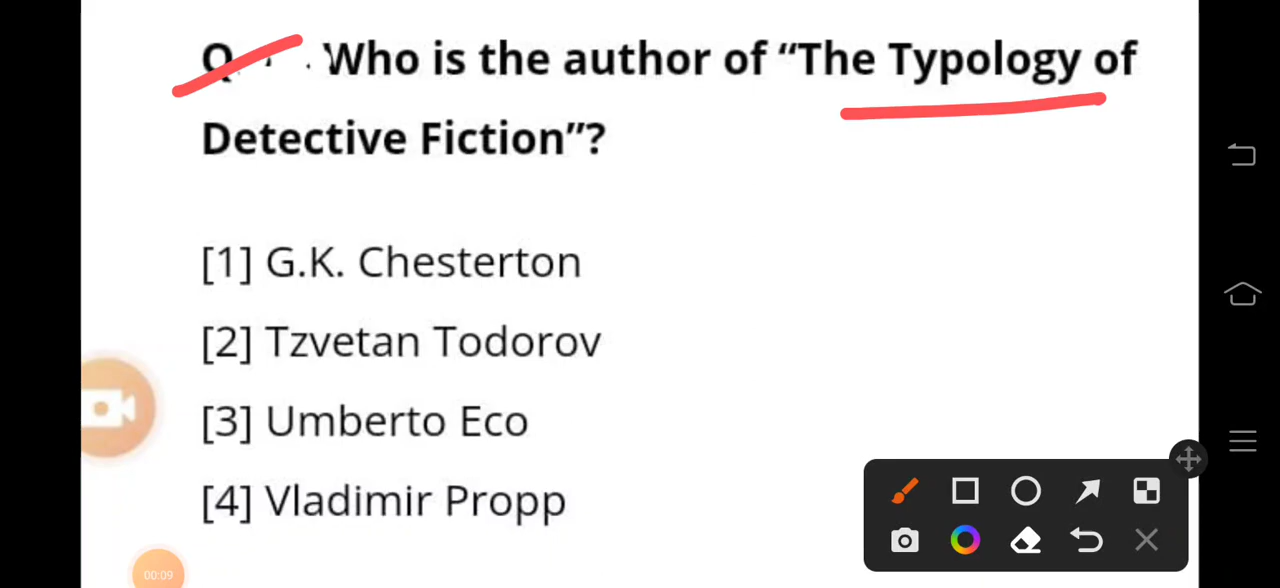 Q. Who is the author of “The Typology of
Detective Fiction”?
[1] G.K. Chesterton
[2] Tzvetan Todorov
[3] Umberto Eco
[4] Vladimir Propp
00:09